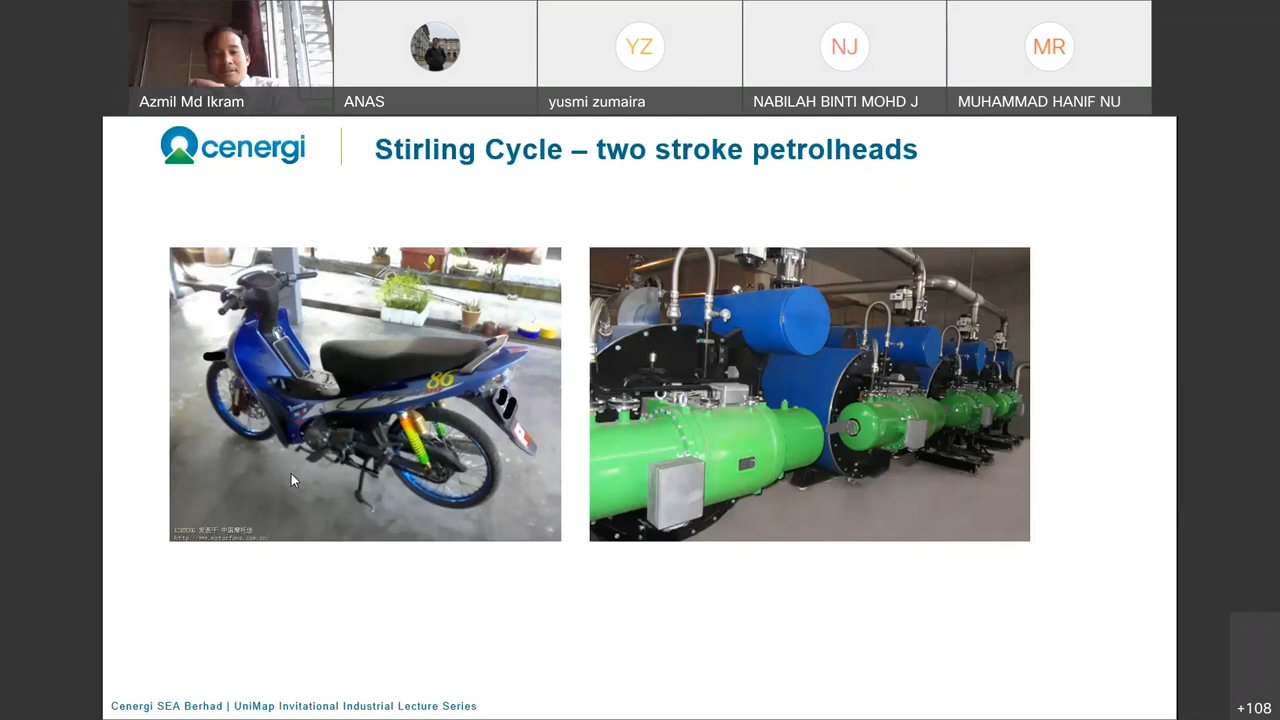 YZ
NJ
MR
Azmil Md Ikram
ANAS
yusmi zumaira
NABILAH BINTI MOHD J
MUHAMMAD HANIF NU
cenergi
Stirling Cycle – two stroke petrolheads
86
Cenergi SEA Berhad | UniMap Invitational Industrial Lecture Series
+108